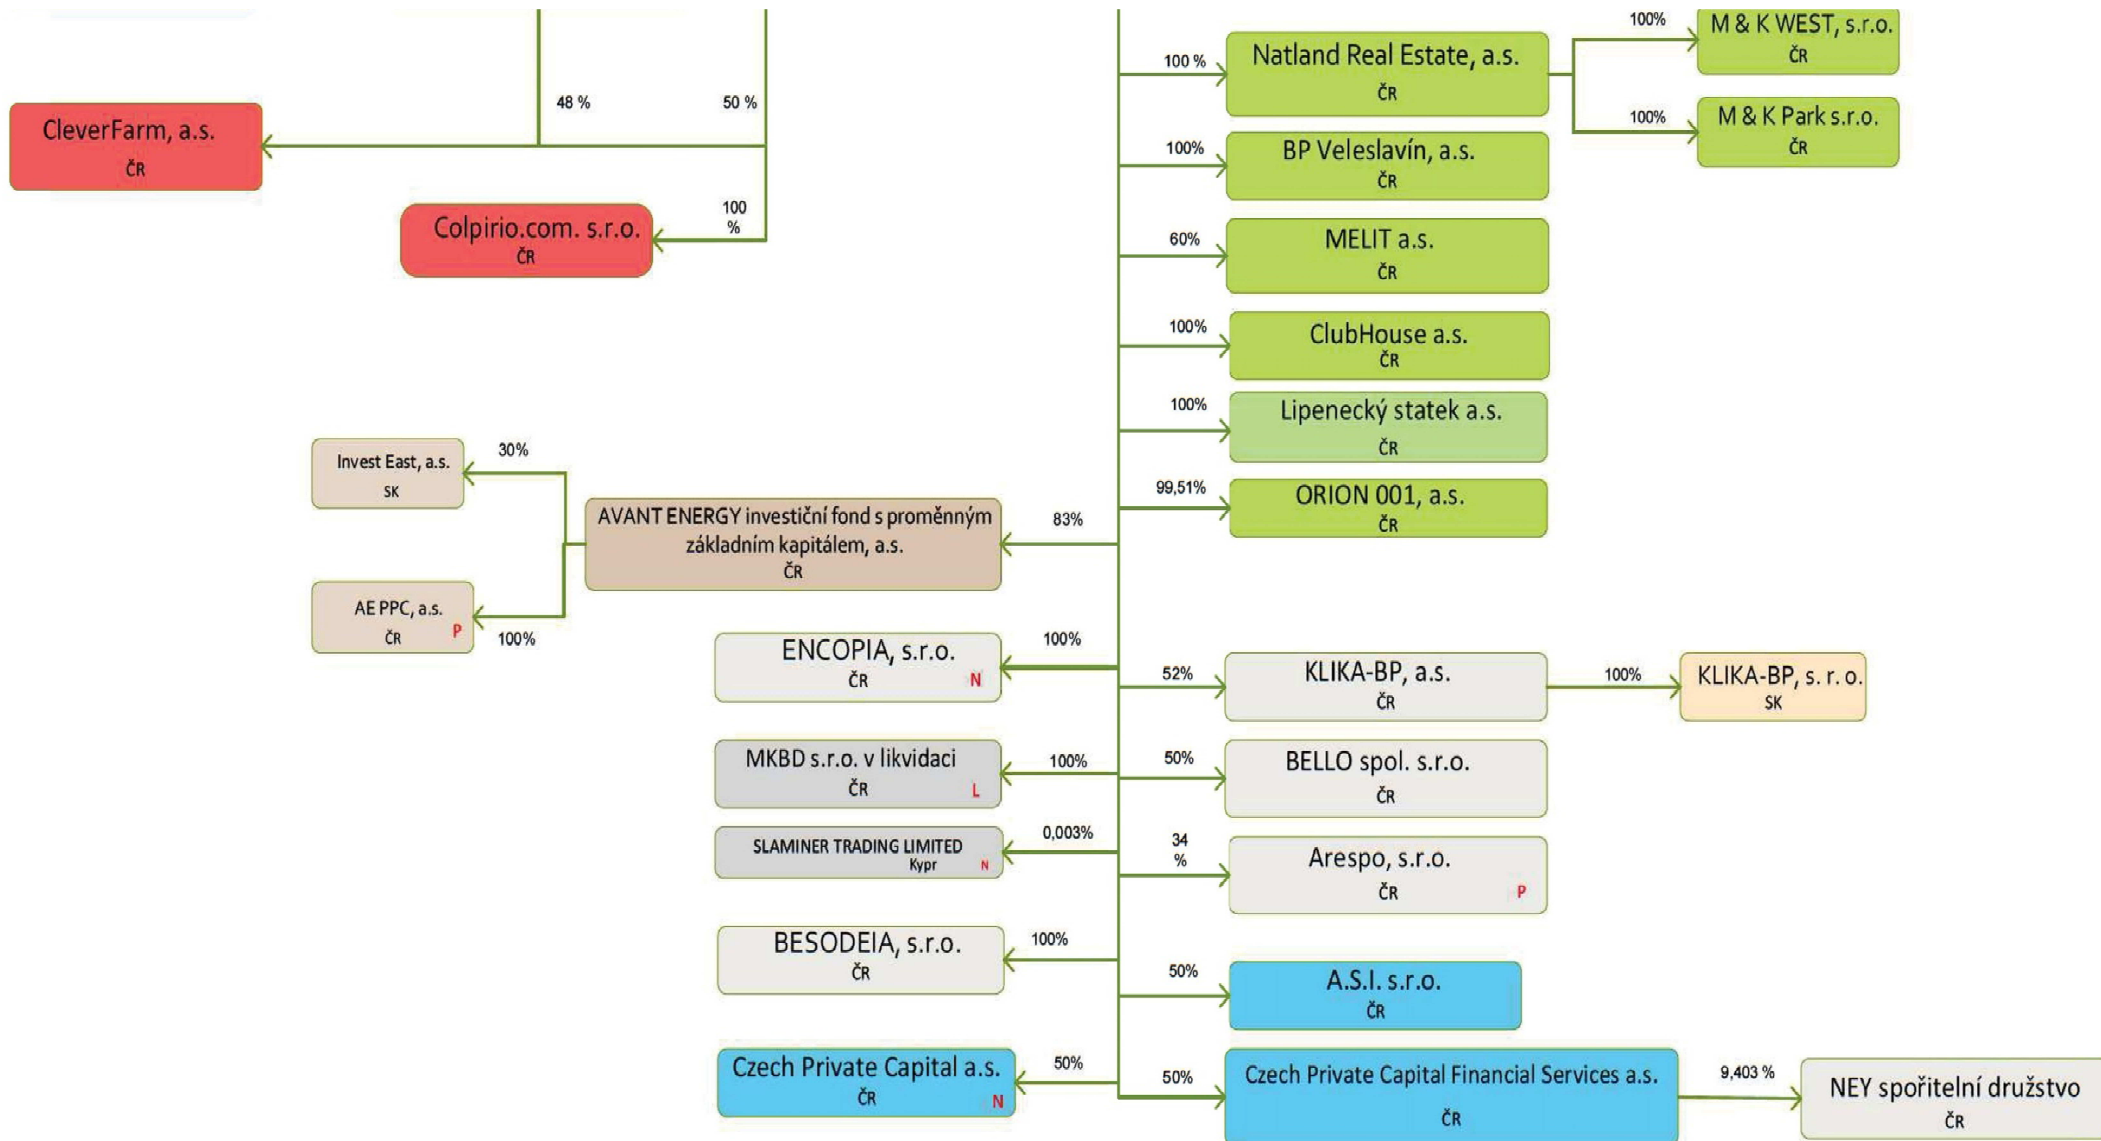 100%
M & K WEST, s.r.o.
ČR
100 %
Natland Real Estate, a.s.
ČR
48 %
50 %
CleverFarm, a.s.
ČR
100%
M & K Park s.r.o.
ČR
100%
BP Veleslavín, a.s.
ČR
100
%
Colpirio.com. s.r.o.
ČR
60%
MELIT a.s.
ČR
100%
ClubHouse a.s.
ČR
100%
Lipenecký statek a.s.
ČR
30%
Invest East, a.s.
SK
99,51%
ORION 001, a.s.
ČR
83%
AVANT ENERGY investiční fond s proměnným
základním kapitálem, a.s.
ČR
AE PPC, a.s.
ČR
P
100%
100%
ENCOPIA, s.r.o.
ČR
N
52%
KLIKA-BP, a.s.
ČR
100%
KLIKA-BP, s. r. o.
SK
MKBD s.r.o. v likvidaci
ČR
L
100%
50%
BELLO spol. s.r.o.
ČR
0,003%
SLAMINER TRADING LIMITED
Kypr
N
34
%
Arespo, s.r.o.
ČR
P
BESODEIA, s.r.o.
ČR
100%
50%
A.S.I. s.r.o.
ČR
Czech Private Capital a.s.
ČR
N
50%
50%
Czech Private Capital Financial Services a.s.
ČR
9,403 %
NEY spořitelní družstvo
ČR